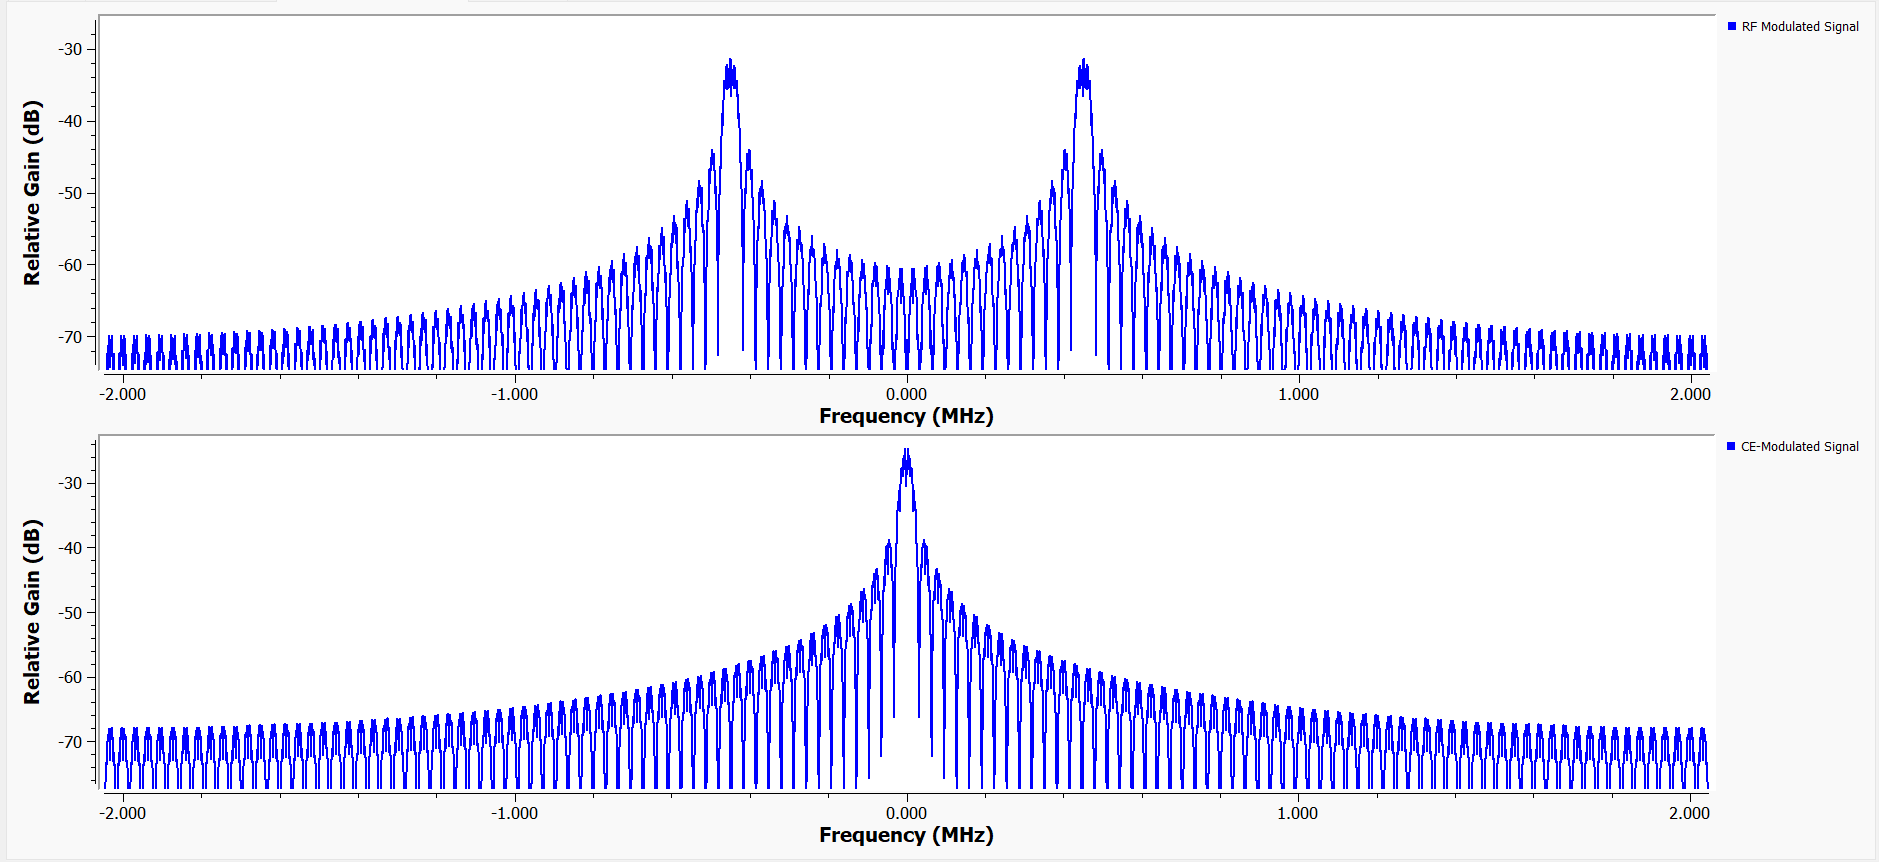 RF Modulated Signal
Relative Gain (dB)
-30
-40
-50
-60
-70
-2.000 -1.000 0.000 1.000 2.000
Frequency (MHz)
CE-Modulated Signal
Relative Gain (dB)
-30
-40
-50
-60
-70
-2.000 -1.000 0.000 1.000 2.000
Frequency (MHz)